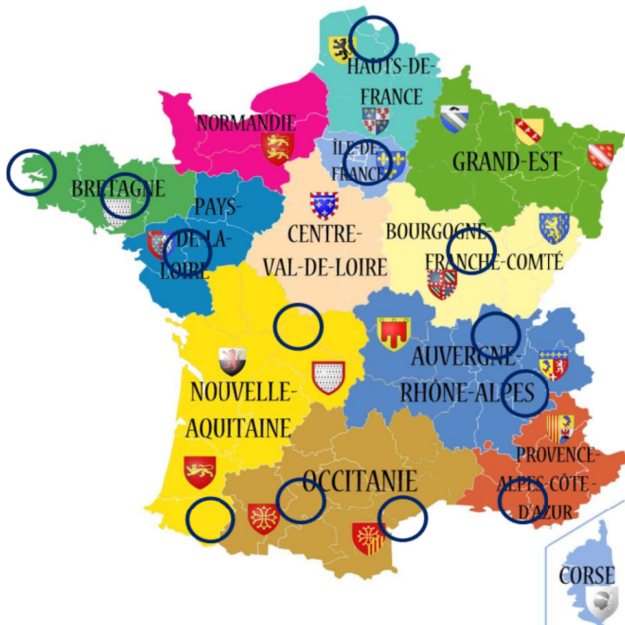 HAUTS-DE-
FRANCE
NORMANDIE
ÎLE-DE-
FRANCE
GRAND-EST
BRETAGNE
PAYS-
DE-LA-
LOIRE
CENTRE-
VAL-DE-LOIRE
BOURGOGNE-
FRANCHE-COMTÉ
NOUVELLE-
AQUITAINE
AUVERGNE-
RHÔNE-ALPES
OCCITANIE
PROVENCE-
ALPES-CÔTE-
D'AZUR
CORSE